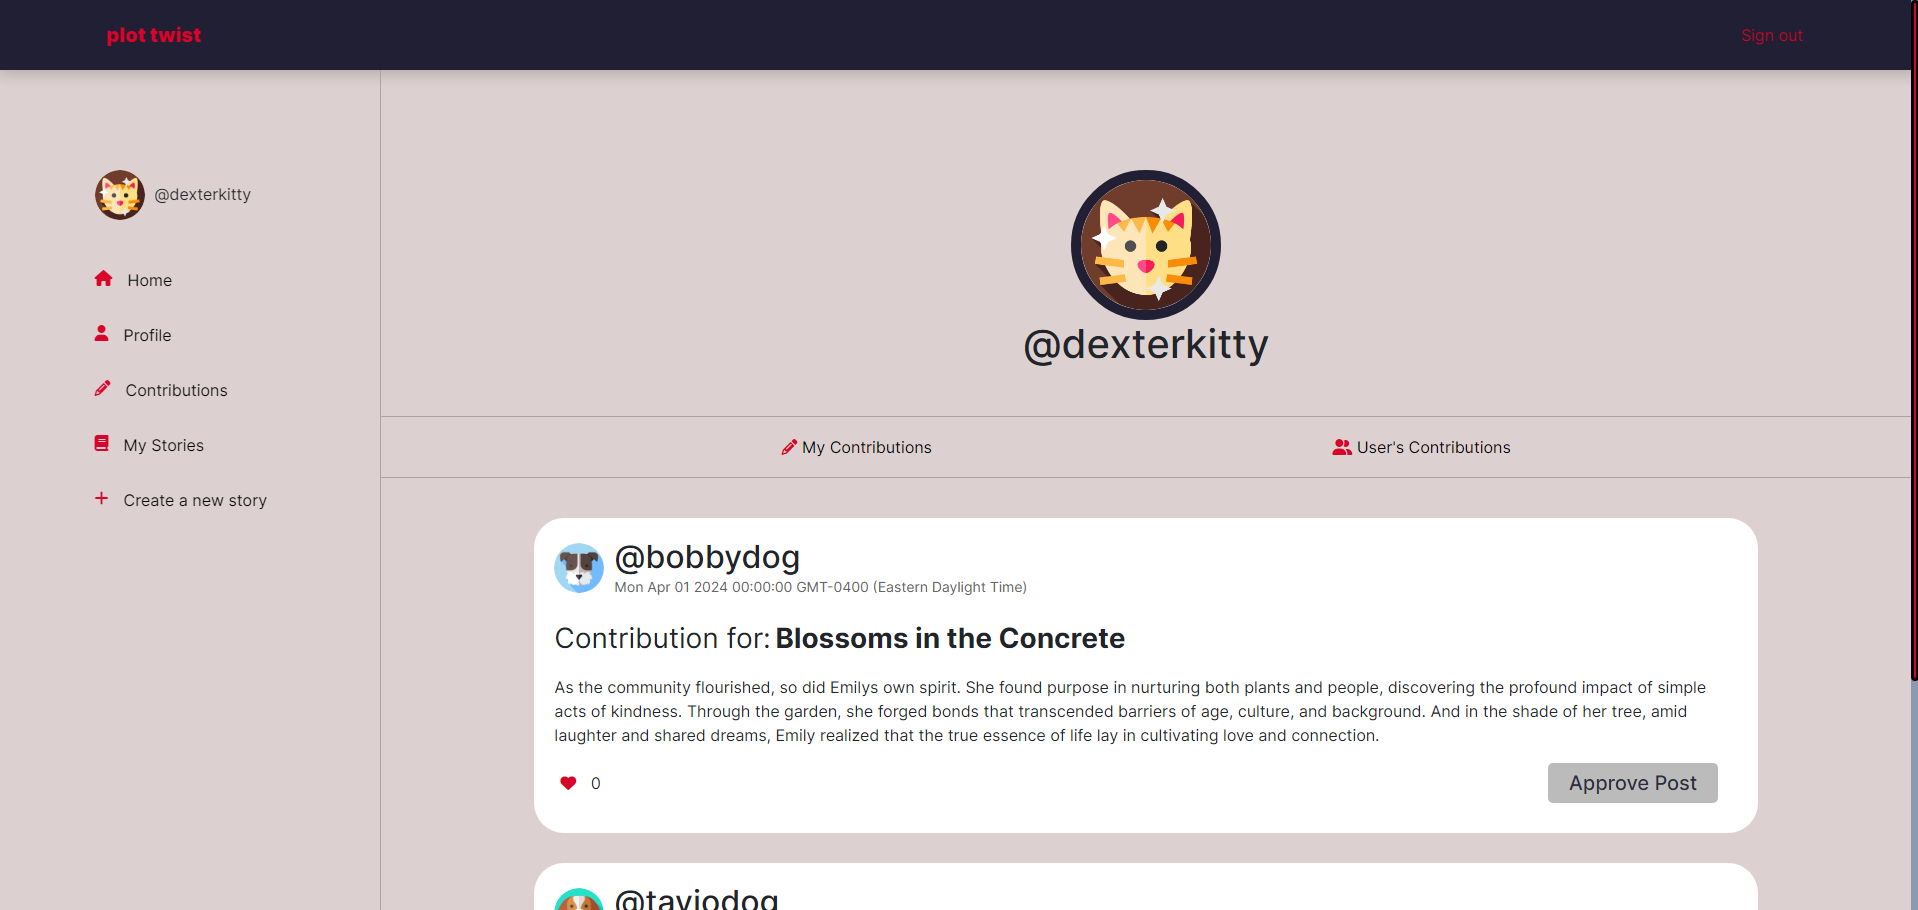 plot twist
Sign out
@dexterkitty
Home
Profile
Contributions
My Stories
Create a new story
@dexterkitty
My Contributions
User's Contributions
@bobbydog
Mon Apr 01 2024 00:00:00 GMT-0400 (Eastern Daylight Time)
Contribution for: Blossoms in the Concrete
As the community flourished, so did Emilys own spirit. She found purpose in nurturing both plants and people, discovering the profound impact of simple
acts of kindness. Through the garden, she forged bonds that transcended barriers of age, culture, and background. And in the shade of her tree, amid
laughter and shared dreams, Emily realized that the true essence of life lay in cultivating love and connection.
0
Approve Post
@taviodog